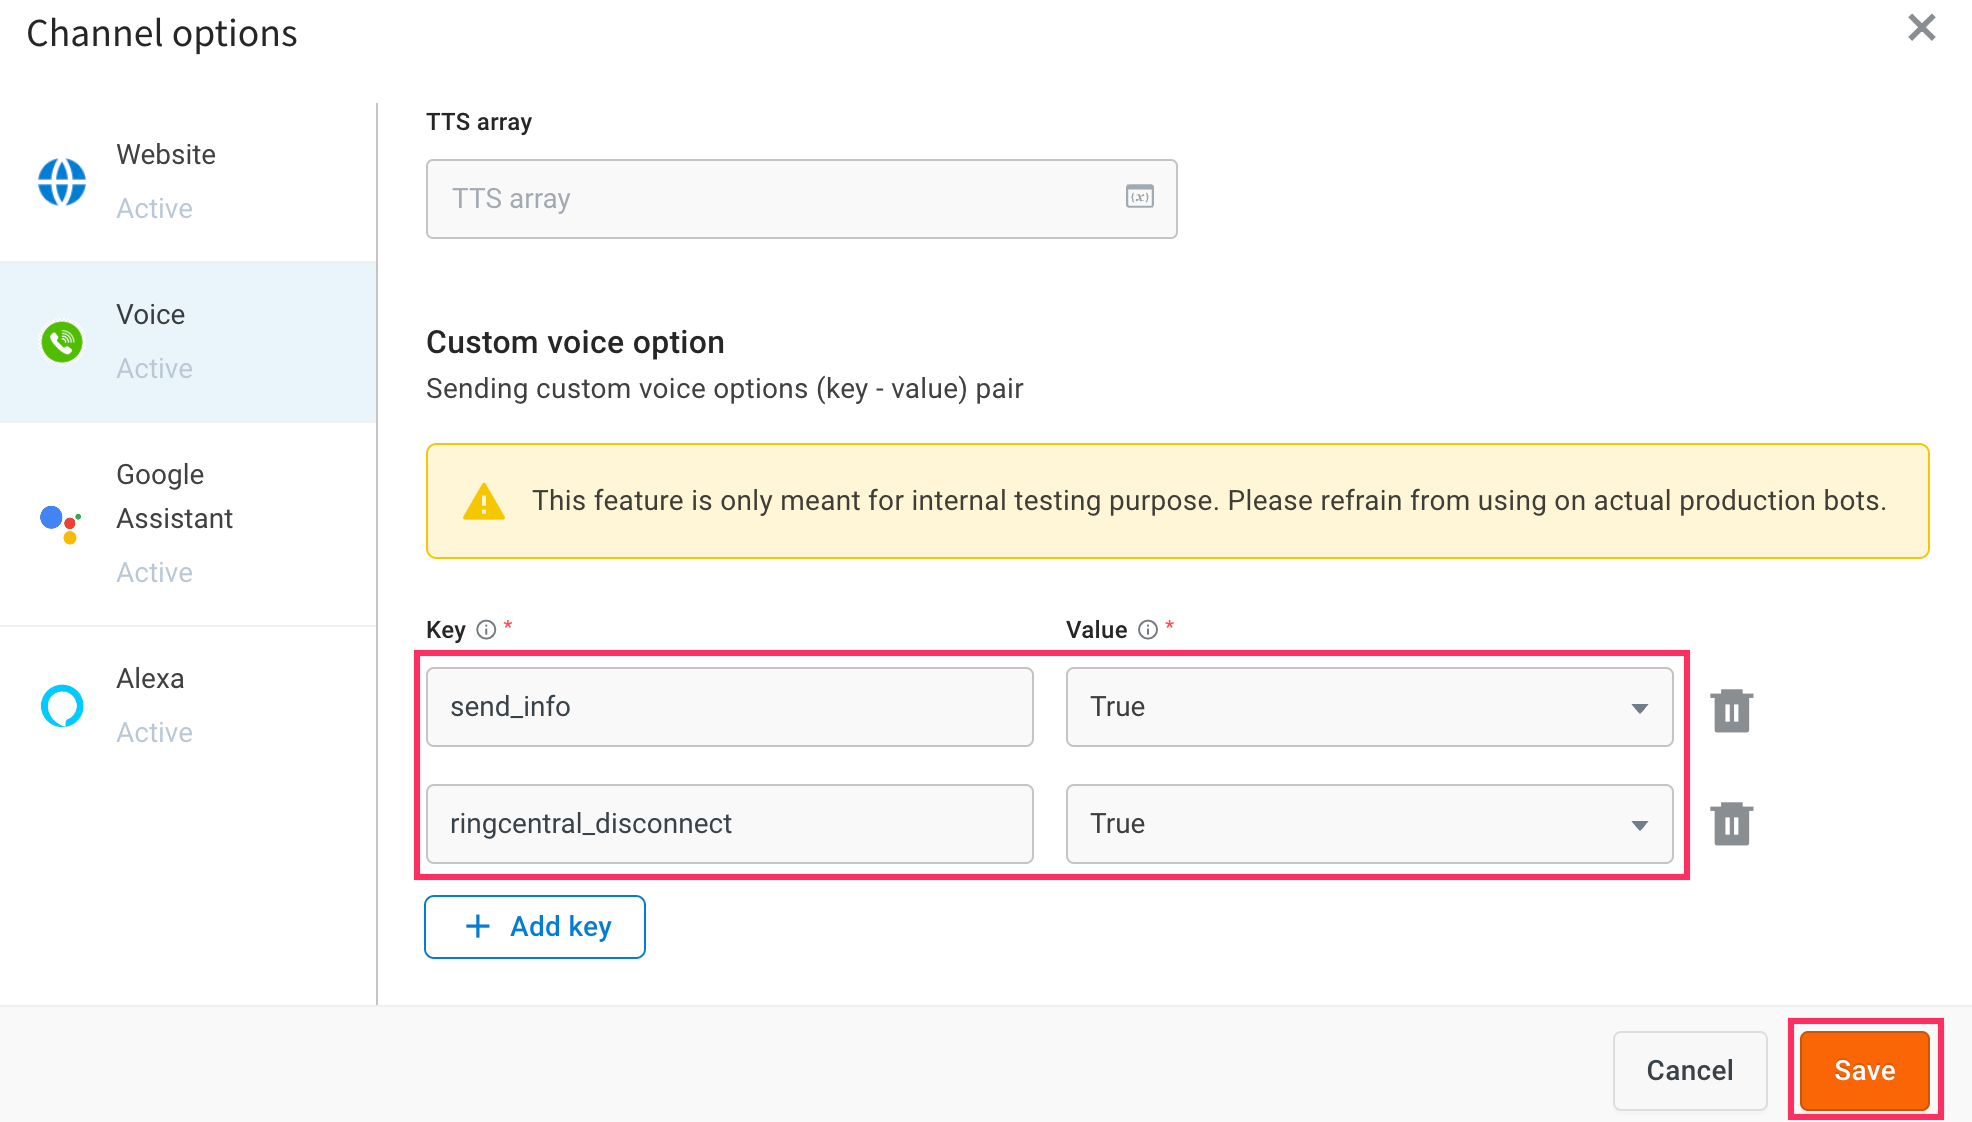 Channel options
Website
Active
Voice
Active
Google
Assistant
Active
Alexa
Active
TTS array
TTS array
(x)
Custom voice option
Sending custom voice options (key - value) pair
This feature is only meant for internal testing purpose. Please refrain from using on actual production bots.
Key *
Value *
send_info
True
ringcentral_disconnect
True
+ Add key
Cancel
Save